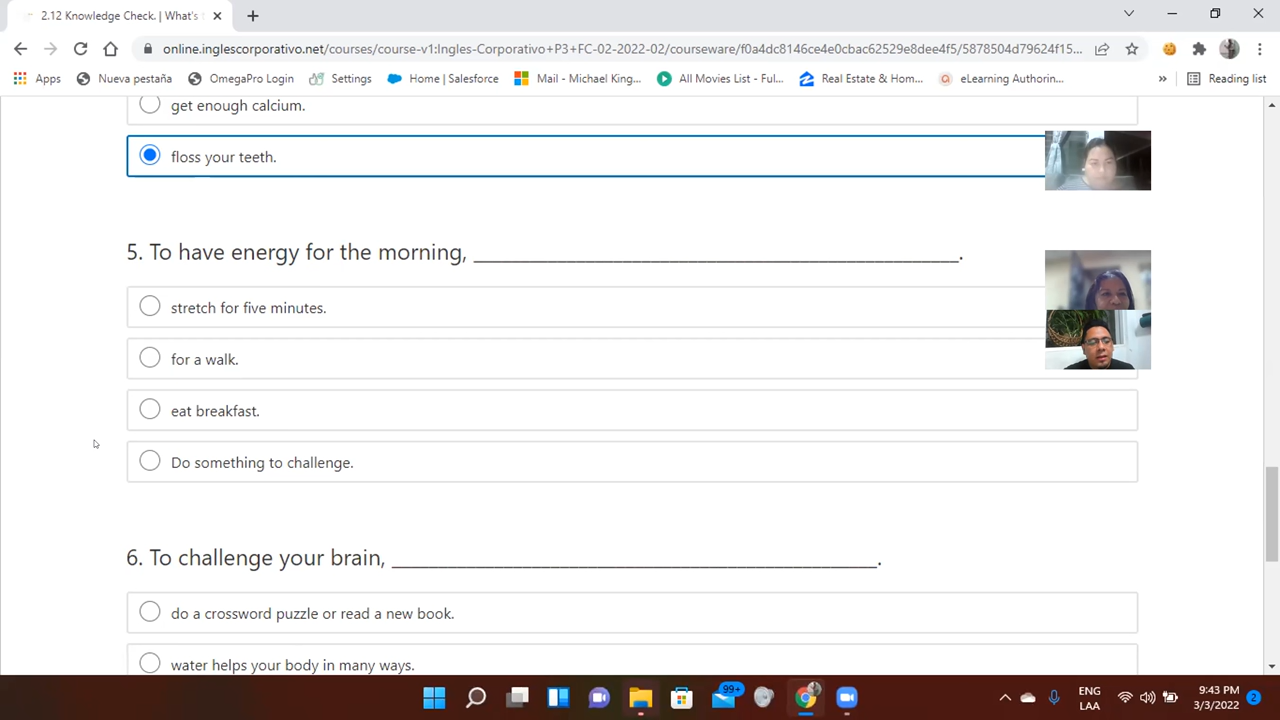 2.12 Knowledge Check. | What's
online.inglescorporativo.net/courses/course-v1:Ingles-Corporativo+P3+FC-02-2022-02/courseware/f0a4dc8146ce4e0cbac62529e8dee4f5/5878504d79624f15...
Apps Nueva pestaña OmegaPro Login Settings Home | Salesforce Mail - Michael King... All Movies List - Ful... Real Estate & Hom... eLearning Authorin... » Reading list
get enough calcium.
floss your teeth.
5. To have energy for the morning, ____________________.
stretch for five minutes.
for a walk.
eat breakfast.
Do something to challenge.
6. To challenge your brain, ____________________.
do a crossword puzzle or read a new book.
water helps your body in many ways.
99+
ENG
LAA
9:43 PM
3/3/2022
2